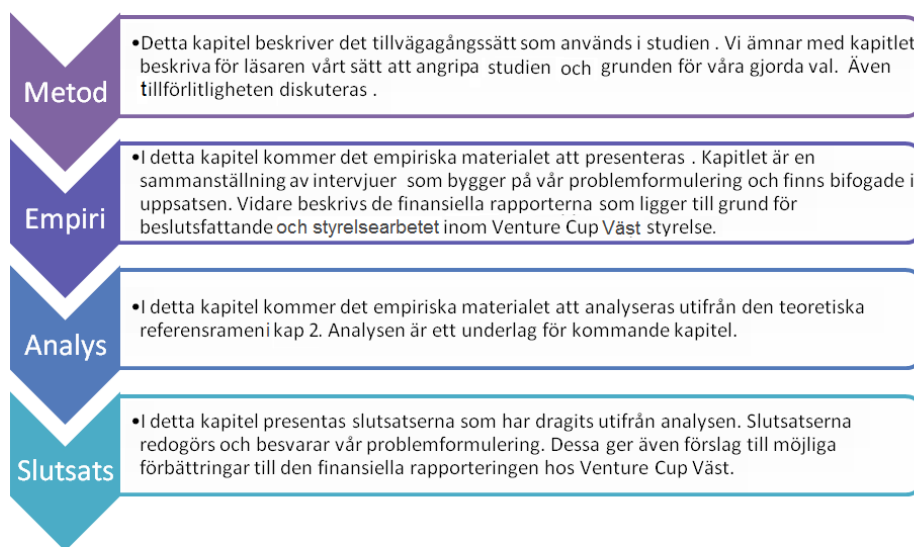 Metod
•Detta kapitel beskriver det tillvägagångssätt som används i studien . Vi ämnar med kapitlet
beskriva för läsaren vårt sätt att angripa studien och grunden för våra gjorda val. Även
tillförlitligheten diskuteras .
Empiri
•I detta kapitel kommer det empiriska materialet att presenteras . Kapitlet är en
sammanställning av intervjuer som bygger på vår problemformulering och finns bifogade i
uppsatsen. Vidare beskrivs de finansiella rapporterna som ligger till grund för
beslutsfattande och styrelsearbetet inom Venture Cup Väst styrelse.
Analys
•I detta kapitel kommer det empiriska materialet att analyseras utifrån den teoretiska
referensrameni kap 2. Analysen är ett underlag för kommande kapitel.
Slutsats
•I detta kapitel presentas slutsatserna som har dragits utifrån analysen. Slutsatserna
redogörs och besvarar vår problemformulering. Dessa ger även förslag till möjliga
förbättringar till den finansiella rapporteringen hos Venture Cup Väst.